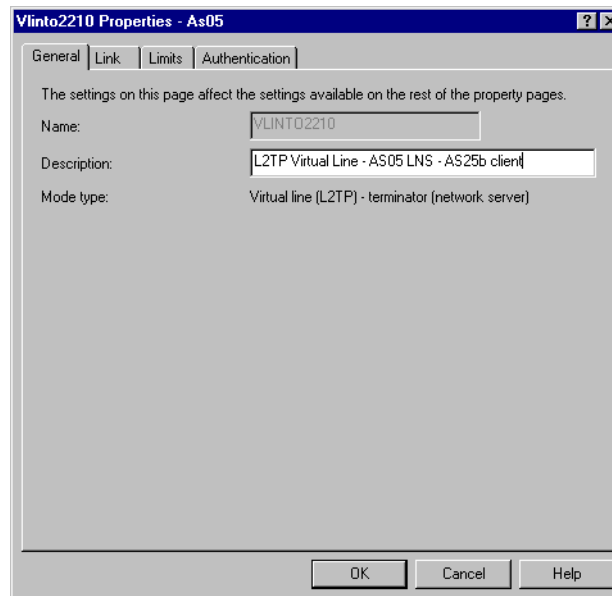 Vlinto2210 Properties - As05
General Link Limits Authentication
The settings on this page affect the settings available on the rest of the property pages.
Name: VLINTO2210
Description: L2TP Virtual Line - AS05 LNS - AS25b client
Mode type: Virtual line (L2TP) - terminator (network server)
OK Cancel Help